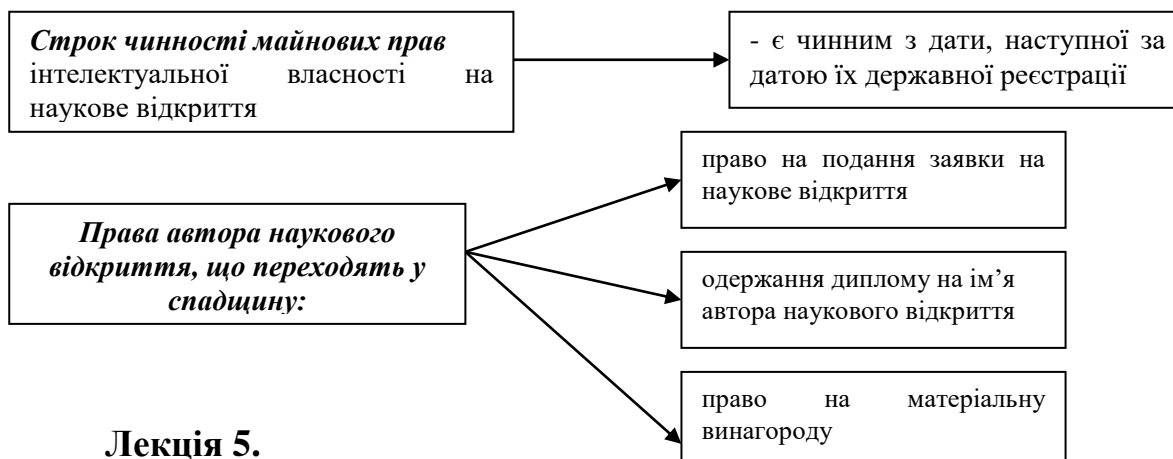 Строк чинності майнових прав
інтелектуальної власності на
наукове відкриття
- є чинним з дати, наступної за
датою їх державної реєстрації
Права автора наукового
відкриття, що переходять у
спадщину:
право на подання заявки на
наукове відкриття
одержання диплому на ім’я
автора наукового відкриття
право на матеріальну
винагороду
Лекція 5.